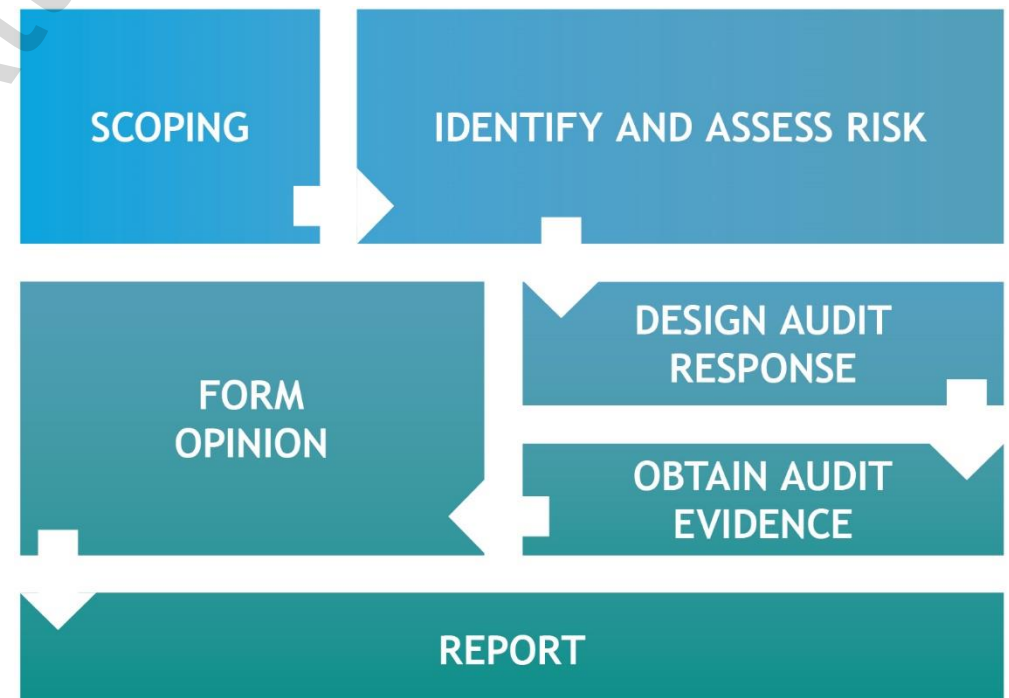 SCOPING
IDENTIFY AND ASSESS RISK
DESIGN AUDIT
RESPONSE
OBTAIN AUDIT
EVIDENCE
FORM
OPINION
REPORT